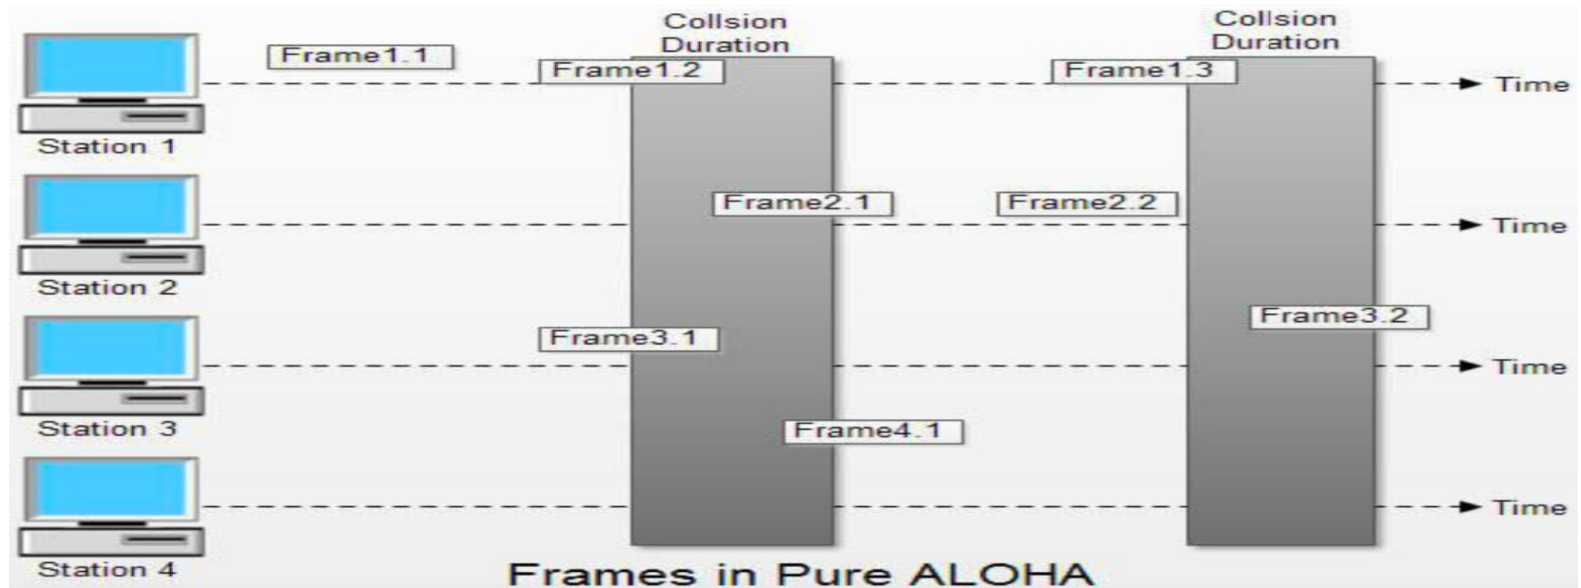 Collsion
Duration
Collsion
Duration
Frame1.1
Frame1.2
Frame1.3
Time
Station 1
Frame2.1
Frame2.2
Time
Station 2
Frame3.1
Frame3.2
Time
Station 3
Frame4.1
Time
Station 4
Frames in Pure ALOHA